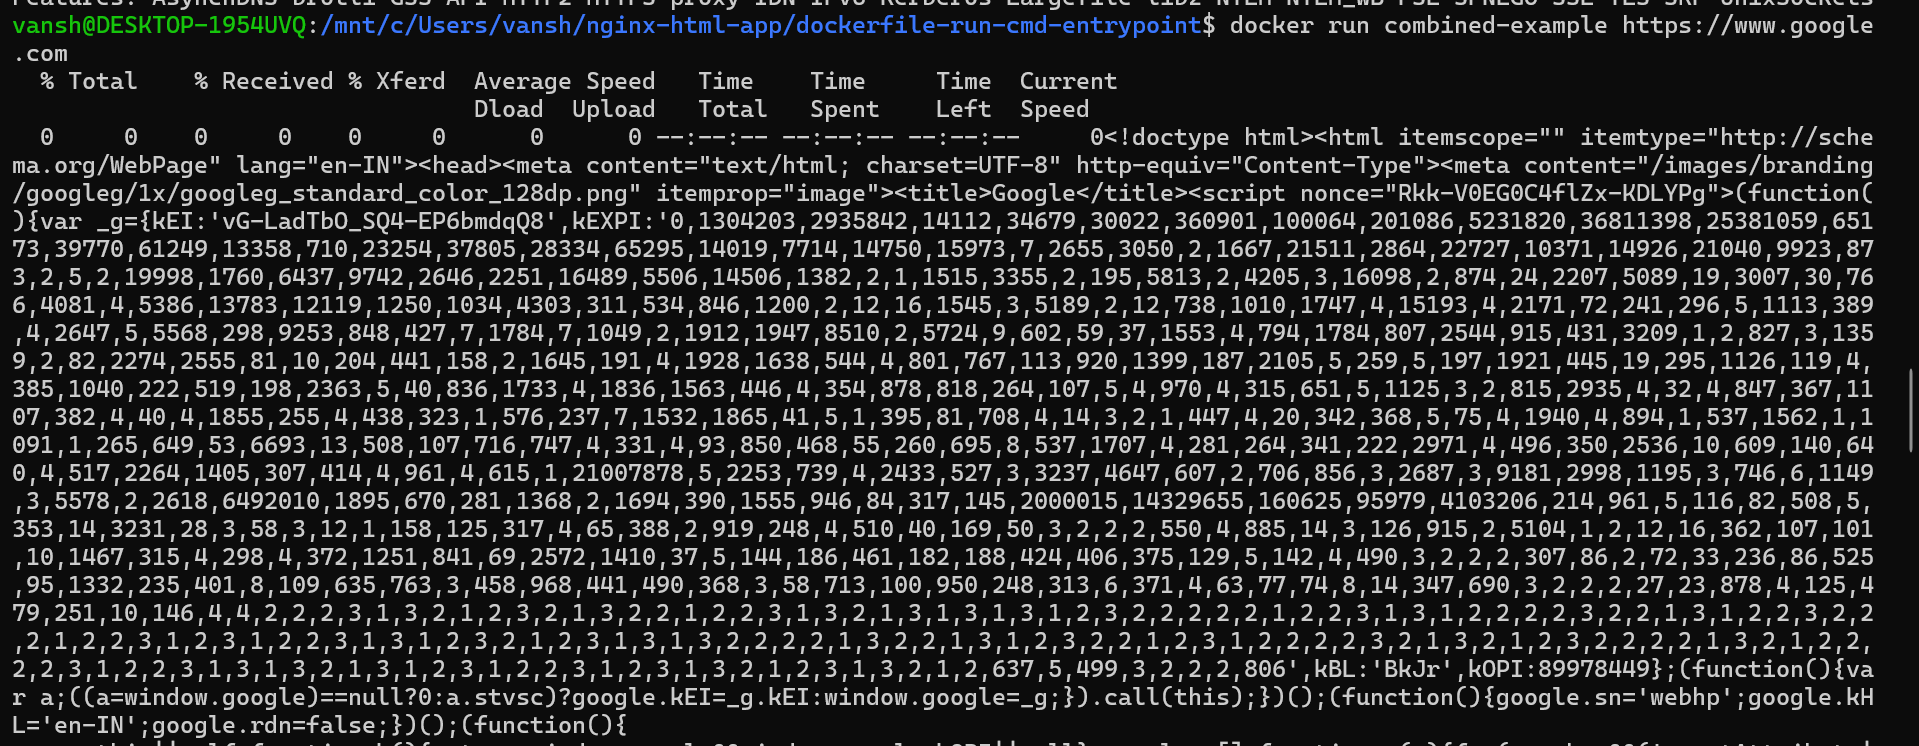 vansh@DESKTOP-1954UVQ:/mnt/c/Users/vansh/nginx-html-app/dockerfile-run-cmd-entrypoint$ docker run combined-example https://www.google
.com
  % Total    % Received % Xferd  Average Speed   Time    Time     Time  Current
                                 Dload  Upload   Total   Spent    Left  Speed
  0     0    0     0    0     0      0      0 --:--:-- --:--:-- --:--:--     0<!doctype html><html itemscope="" itemtype="http://sche
ma.org/WebPage" lang="en-IN"><head><meta content="text/html; charset=UTF-8" http-equiv="Content-Type"><meta content="/images/branding
/googleg/1x/googleg_standard_color_128dp.png" itemprop="image"><title>Google</title><script nonce="Rkk-V0EG0C4flZx-KDLYPg">(function(
){var _g={kEI:'vG-LadTbO_SQ4-EP6bmdqQ8',kEXPI:'0,1304203,2935842,14112,34679,30022,360901,100064,201086,5231820,36811398,25381059,651
73,39770,61249,13358,710,23254,37805,28334,65295,14019,7714,14750,15973,7,2655,3050,2,1667,21511,2864,22727,10371,14926,21040,9923,87
3,2,5,2,19998,1760,6437,9742,2646,2251,16489,5506,14506,1382,2,1,1515,3355,2,195,5813,2,4205,3,16098,2,874,24,2207,5089,19,3007,30,76
6,4081,4,5386,13783,12119,1250,1034,4303,311,534,846,1200,2,12,16,1545,3,5189,2,12,738,1010,1747,4,15193,4,2171,72,241,296,5,1113,389
,4,2647,5,5568,298,9253,848,427,7,1784,7,1049,2,1912,1947,8510,2,5724,9,602,59,37,1553,4,794,1784,807,2544,915,431,3209,1,2,827,3,135
9,2,82,2274,2555,81,10,204,441,158,2,1645,191,4,1928,1638,544,4,801,767,113,920,1399,187,2105,5,259,5,197,1921,445,19,295,1126,119,4,
385,1040,222,519,198,2363,5,40,836,1733,4,1836,1563,446,4,354,878,818,264,107,5,4,970,4,315,651,5,1125,3,2,815,2935,4,32,4,847,367,11
07,382,4,40,4,1855,255,4,438,323,1,576,237,7,1532,1865,41,5,1,395,81,708,4,14,3,2,1,447,4,20,342,368,5,75,4,1940,4,894,1,537,1562,1,1
091,1,265,649,53,6693,13,508,107,716,747,4,331,4,93,850,468,55,260,695,8,537,1707,4,281,264,341,222,2971,4,496,350,2536,10,609,140,64
0,4,517,2264,1405,307,414,4,961,4,615,1,21007878,5,2253,739,4,2433,527,3,3237,4647,607,2,706,856,3,2687,3,9181,2998,1195,3,746,6,1149
,3,5578,2,2618,6492010,1895,670,281,1368,2,1694,390,1555,946,84,317,145,2000015,14329655,160625,95979,4103206,214,961,5,116,82,508,5,
353,14,3231,28,3,58,3,12,1,158,125,317,4,65,388,2,919,248,4,510,40,169,50,3,2,2,2,550,4,885,14,3,126,915,2,5104,1,2,12,16,362,107,101
,10,1467,315,4,298,4,372,1251,841,69,2572,1410,37,5,144,186,461,182,188,424,406,375,129,5,142,4,490,3,2,2,2,307,86,2,72,33,236,86,525
,95,1332,235,401,8,109,635,763,3,458,968,441,490,368,3,58,713,100,950,248,313,6,371,4,63,77,74,8,14,347,690,3,2,2,2,27,23,878,4,125,4
79,251,10,146,4,4,2,2,2,3,1,3,2,1,2,3,2,1,3,2,2,1,2,2,3,1,3,2,1,3,1,3,1,3,1,2,3,2,2,2,2,2,1,2,2,3,1,3,1,2,2,2,2,3,2,2,1,3,1,2,2,3,2,2
,2,1,2,2,3,1,2,3,1,2,2,3,1,3,1,2,3,2,1,2,3,1,3,1,3,2,2,2,2,1,3,2,2,1,3,1,2,3,2,2,1,2,3,1,2,2,2,2,3,2,1,3,2,1,2,3,2,2,2,2,1,3,2,1,2,2,
2,2,3,1,2,2,3,1,3,1,3,2,1,3,1,2,3,1,2,2,3,1,2,3,1,3,2,1,2,3,1,3,2,1,2,637,5,499,3,2,2,2,806',kBL:'BkJr',kOPI:89978449};(function(){va
r a;((a=window.google)==null?0:a.stvsc)?google.kEI=_g.kEI:window.google=_g;}).call(this);})();(function(){google.sn='webhp';google.kH
L='en-IN';google.rdn=false;})();(function(){